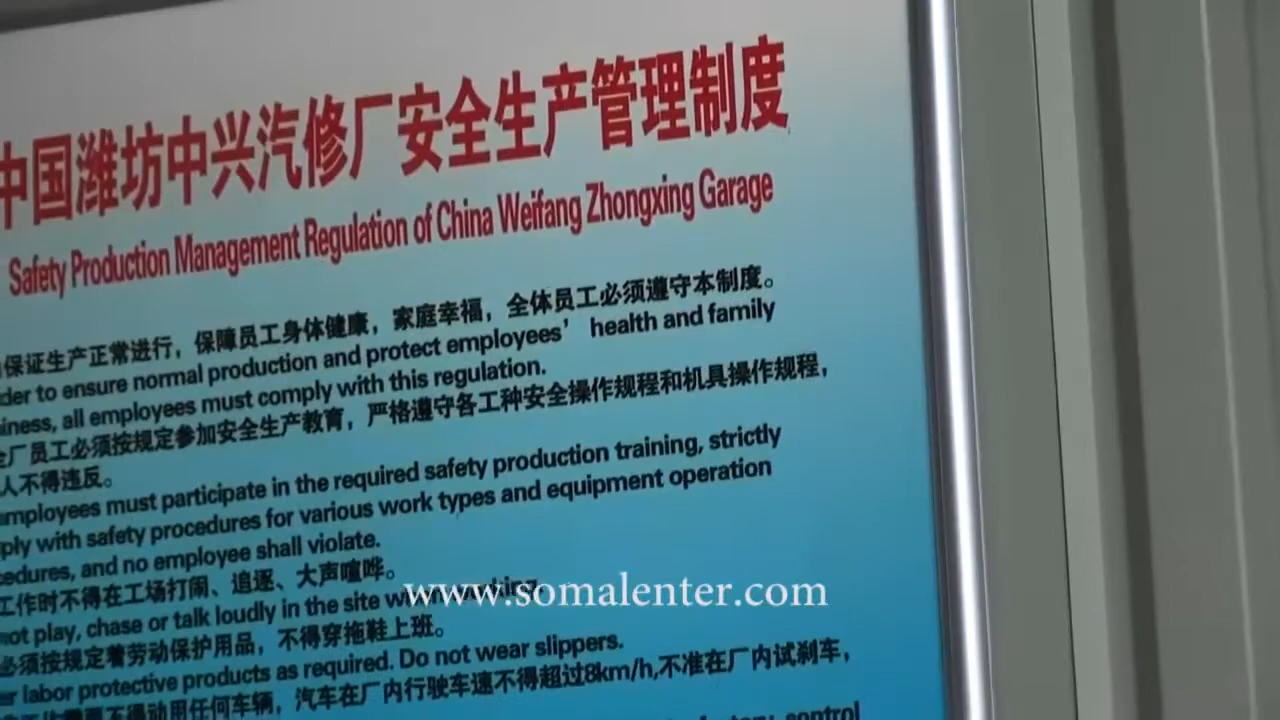 中国潍坊中兴汽修厂安全生产管理制度
Safety Production Management Regulation of China Weifang Zhongxing Garage
保证生产正常进行，保障员工身体健康，家庭幸福，全体员工必须遵守本制度。
to ensure normal production and protect employees' health and family
all employees must comply with this regulation.
厂员工必须按规定参加安全生产教育，严格遵守各工种安全操作规程和机具操作规程，
人不得违反。
employees must participate in the required safety production training, strictly
with safety procedures for various work types and equipment operation
and no employee shall violate.
工作时不得在工场打闹、追逐、大声喧哗。
www.somalenter.com
not play, chase or talk loudly in the site
必须按规定着劳动保护用品，不得穿拖鞋上班。
labor protective products as required. Do not wear slippers.
不得动用任何车辆，汽车在厂内行驶车速不得超过8km/h,不准在厂内试刹车，
control